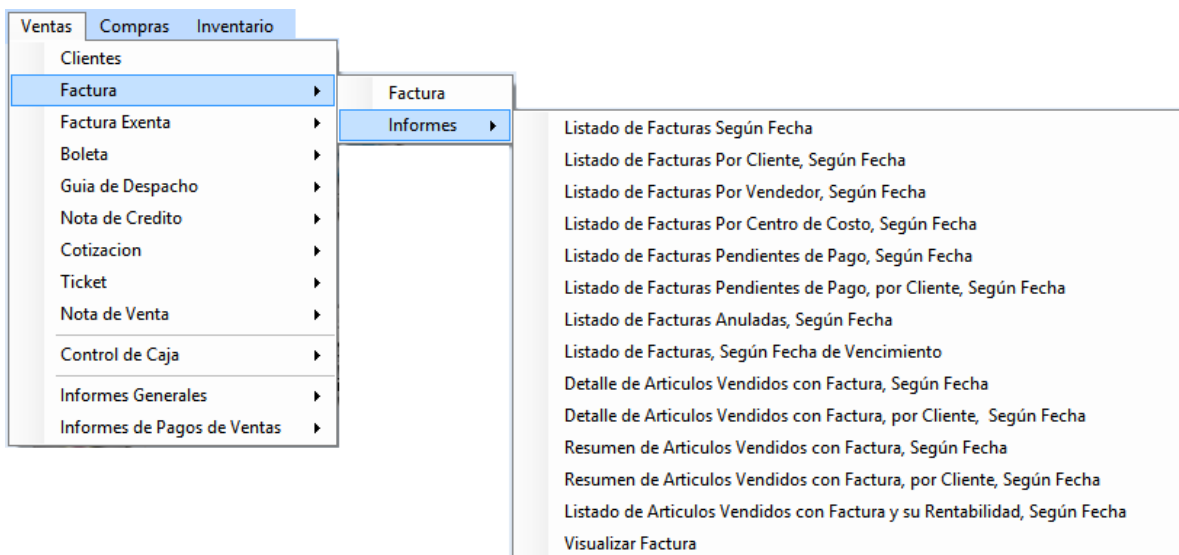 Ventas Compras Inventario
Clientes
Factura
Factura Exenta
Boleta
Guia de Despacho
Nota de Credito
Cotizacion
Ticket
Nota de Venta
Control de Caja
Informes Generales
Informes de Pagos de Ventas
Factura
Informes
Listado de Facturas Según Fecha
Listado de Facturas Por Cliente, Según Fecha
Listado de Facturas Por Vendedor, Según Fecha
Listado de Facturas Por Centro de Costo, Según Fecha
Listado de Facturas Pendientes de Pago, Según Fecha
Listado de Facturas Pendientes de Pago, por Cliente, Según Fecha
Listado de Facturas Anuladas, Según Fecha
Listado de Facturas, Según Fecha de Vencimiento
Detalle de Articulos Vendidos con Factura, Según Fecha
Detalle de Articulos Vendidos con Factura, por Cliente, Según Fecha
Resumen de Articulos Vendidos con Factura, Según Fecha
Resumen de Articulos Vendidos con Factura, por Cliente, Según Fecha
Listado de Articulos Vendidos con Factura y su Rentabilidad, Según Fecha
Visualizar Factura